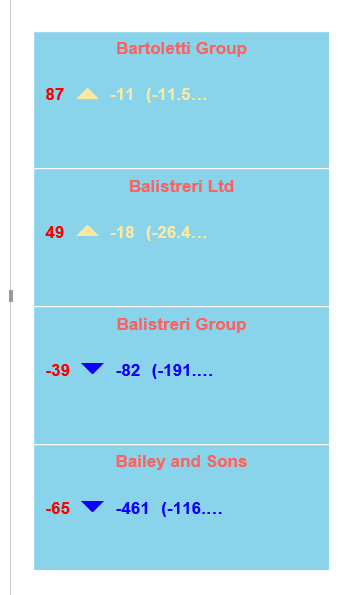 Bartoletti Group
87 -11 (-11.5...
Balistreri Ltd
49 -18 (-26.4...
Balistreri Group
-39 -82 (-191....
Bailey and Sons
-65 -461 (-116....